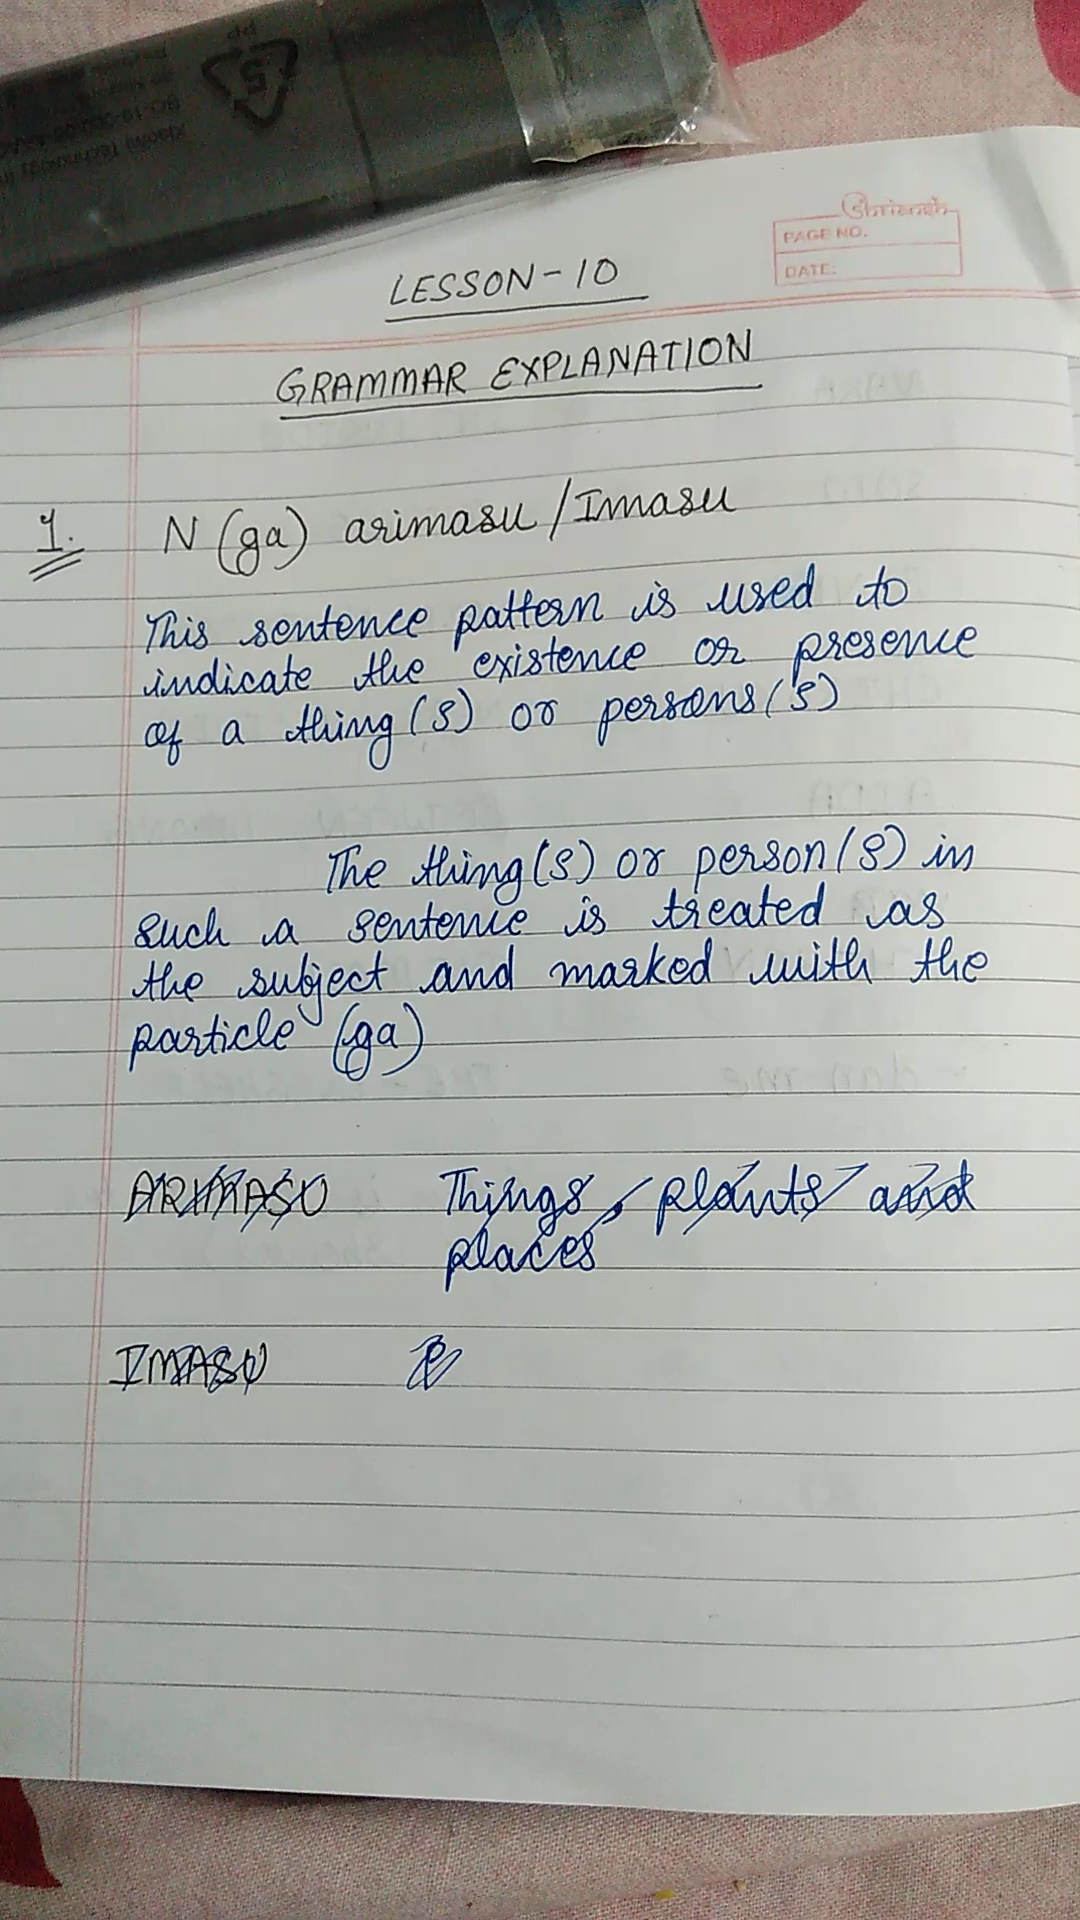 Shriansh
PAGE NO.
DATE:
LESSON-10
GRAMMAR EXPLANATION
1. N (ga) arimasu/Imasu
This sentence pattern is used to
indicate the existence or presence
of a thing(s) or persons(s)
The thing(s) or person(s) in
such a sentence is treated as
the subject and marked with the
particle (ga)
ARIMASU Things, plants and
places
IMASU